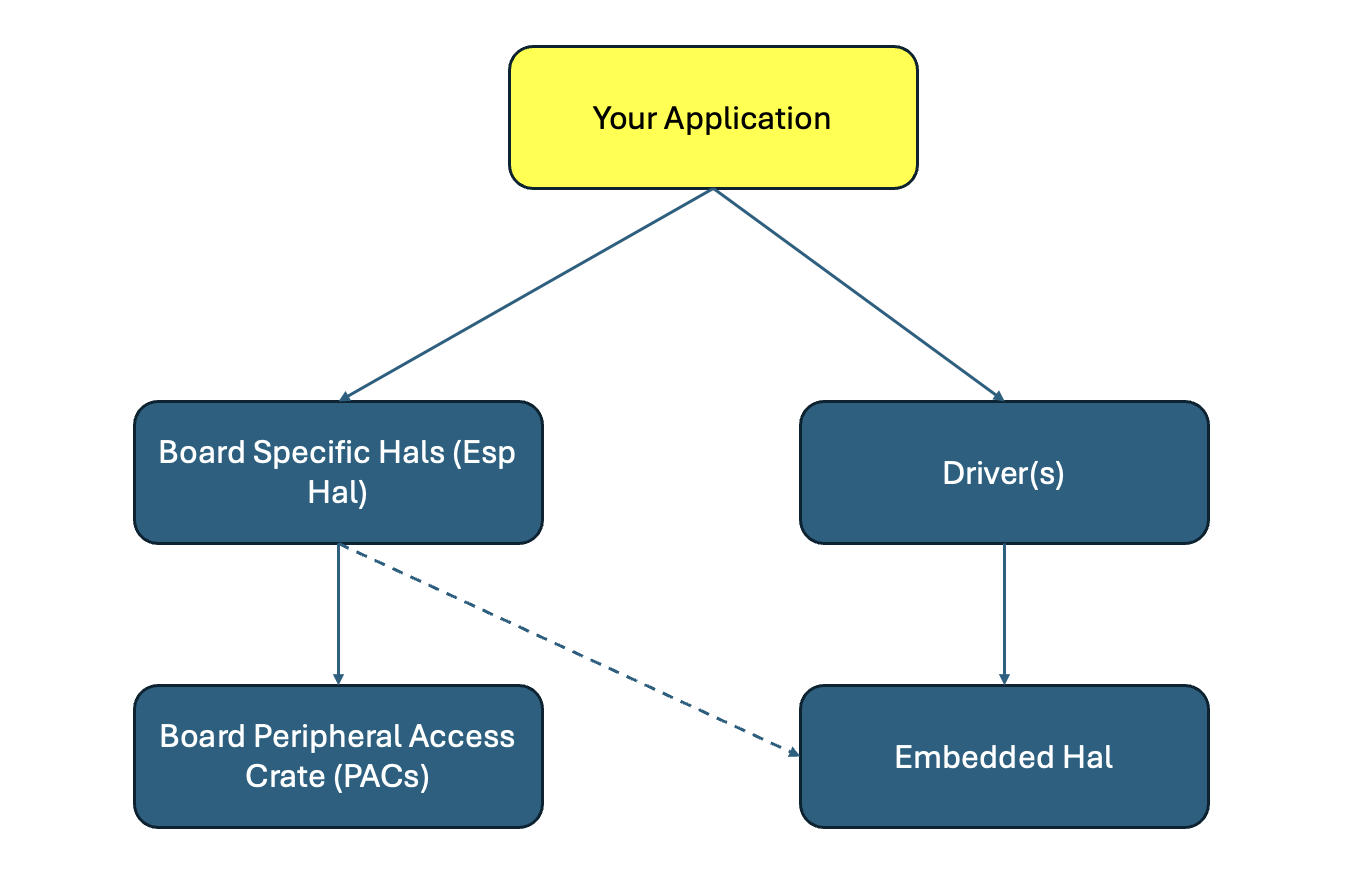 Your Application
Board Specific Hals (Esp
Hal)
Driver(s)
Board Peripheral Access
Crate (PACs)
Embedded Hal